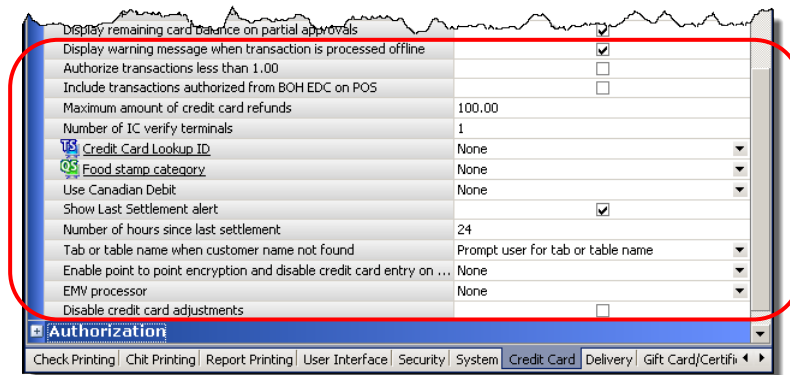 Display remaining card balance on partial approvals
Display warning message when transaction is processed offline
Authorize transactions less than 1.00
Include transactions authorized from BOH EDC on POS
Maximum amount of credit card refunds 100.00
Number of IC verify terminals 1
TS Credit Card Lookup ID None
QS Food stamp category None
Use Canadian Debit None
Show Last Settlement alert
Number of hours since last settlement 24
Tab or table name when customer name not found Prompt user for tab or table name
Enable point to point encryption and disable credit card entry on ... None
EMV processor None
Disable credit card adjustments
Authorization
Check Printing Chit Printing Report Printing User Interface Security System Credit Card Delivery Gift Card/Certifi